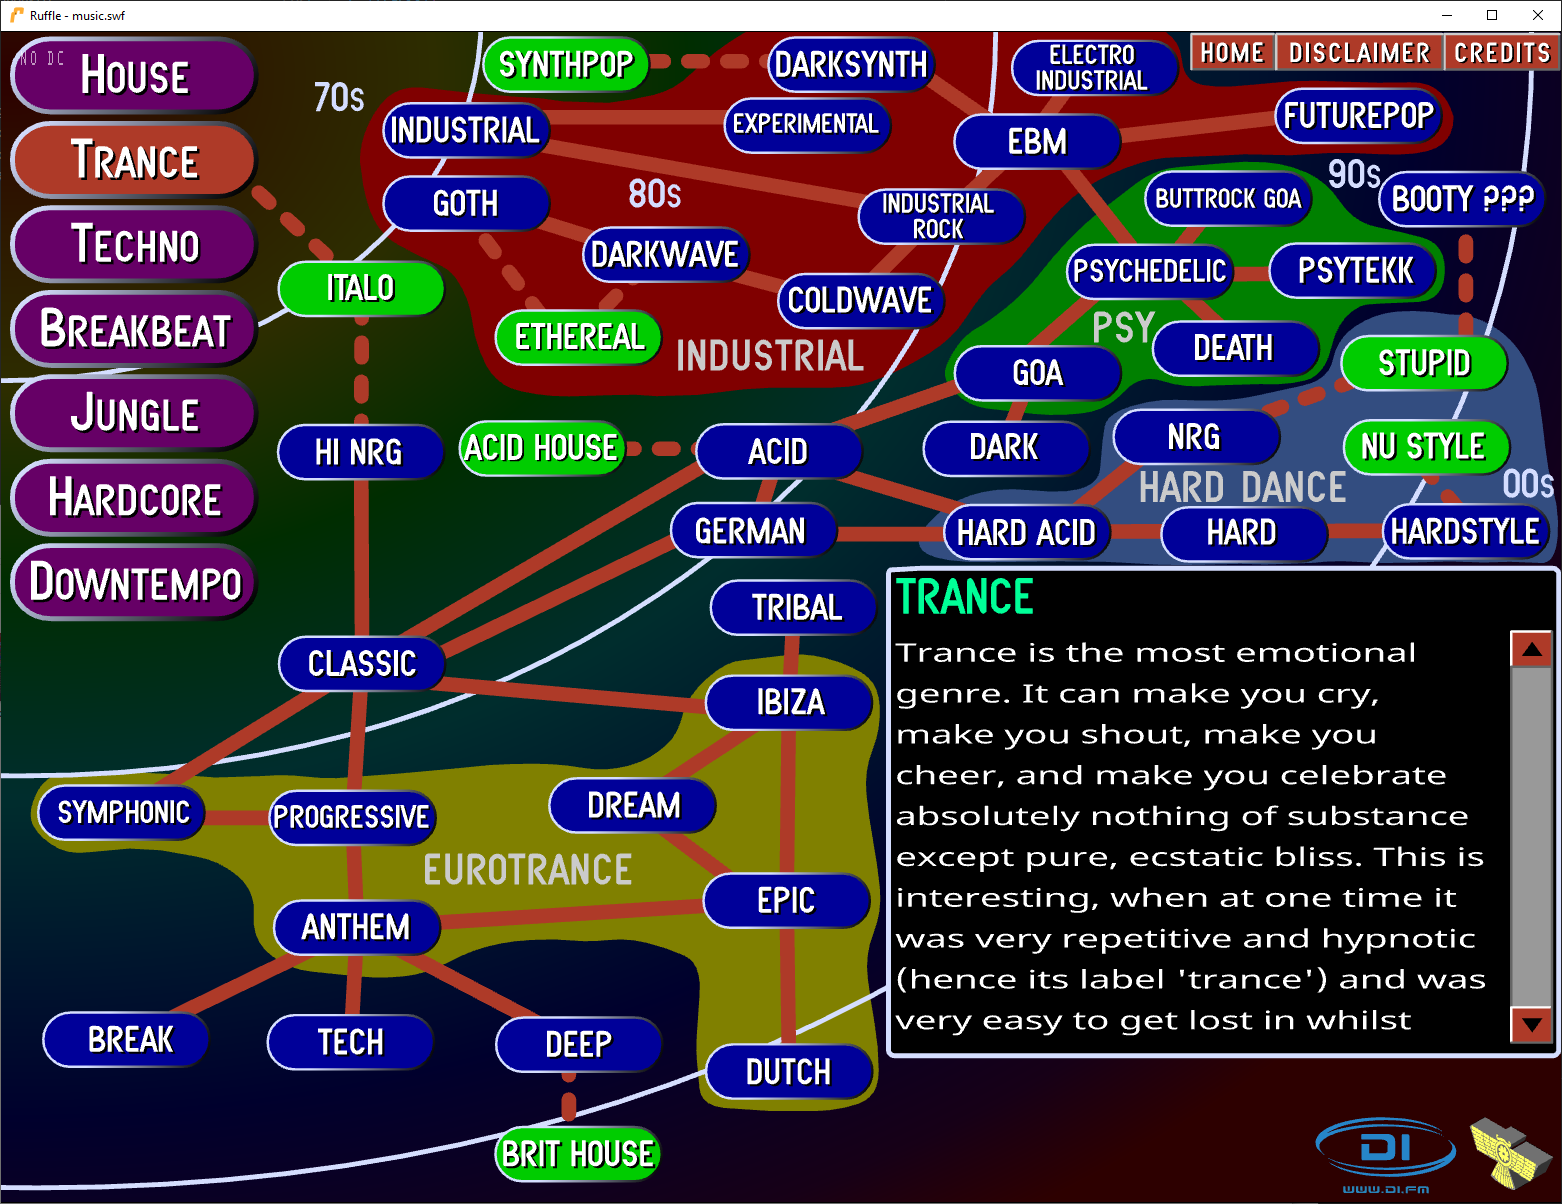 Ruffle - music.swf
NO DC
HOUSE
TRANCE
TECHNO
BREAKBEAT
JUNGLE
HARDCORE
DOWNTEMPO
HOME
DISCLAIMER
CREDITS
70s
80s
90s
00s
SYNTHPOP
DARKSYNTH
ELECTRO
INDUSTRIAL
INDUSTRIAL
EXPERIMENTAL
EBM
FUTUREPOP
GOTH
INDUSTRIAL
ROCK
BUTTROCK GOA
BOOTY ???
DARKWAVE
PSYCHEDELIC
PSYTEKK
ITALO
COLDWAVE
ETHEREAL
INDUSTRIAL
PSY
DEATH
STUPID
GOA
HI NRG
ACID HOUSE
ACID
DARK
NRG
NU STYLE
HARD DANCE
GERMAN
HARD ACID
HARD
HARDSTYLE
TRIBAL
CLASSIC
IBIZA
SYMPHONIC
PROGRESSIVE
DREAM
EUROTRANCE
EPIC
ANTHEM
BREAK
TECH
DEEP
DUTCH
BRIT HOUSE
TRANCE
Trance is the most emotional
genre. It can make you cry,
make you shout, make you
cheer, and make you celebrate
absolutely nothing of substance
except pure, ecstatic bliss. This is
interesting, when at one time it
was very repetitive and hypnotic
(hence its label 'trance') and was
very easy to get lost in whilst
DI
WWW.DI.FM